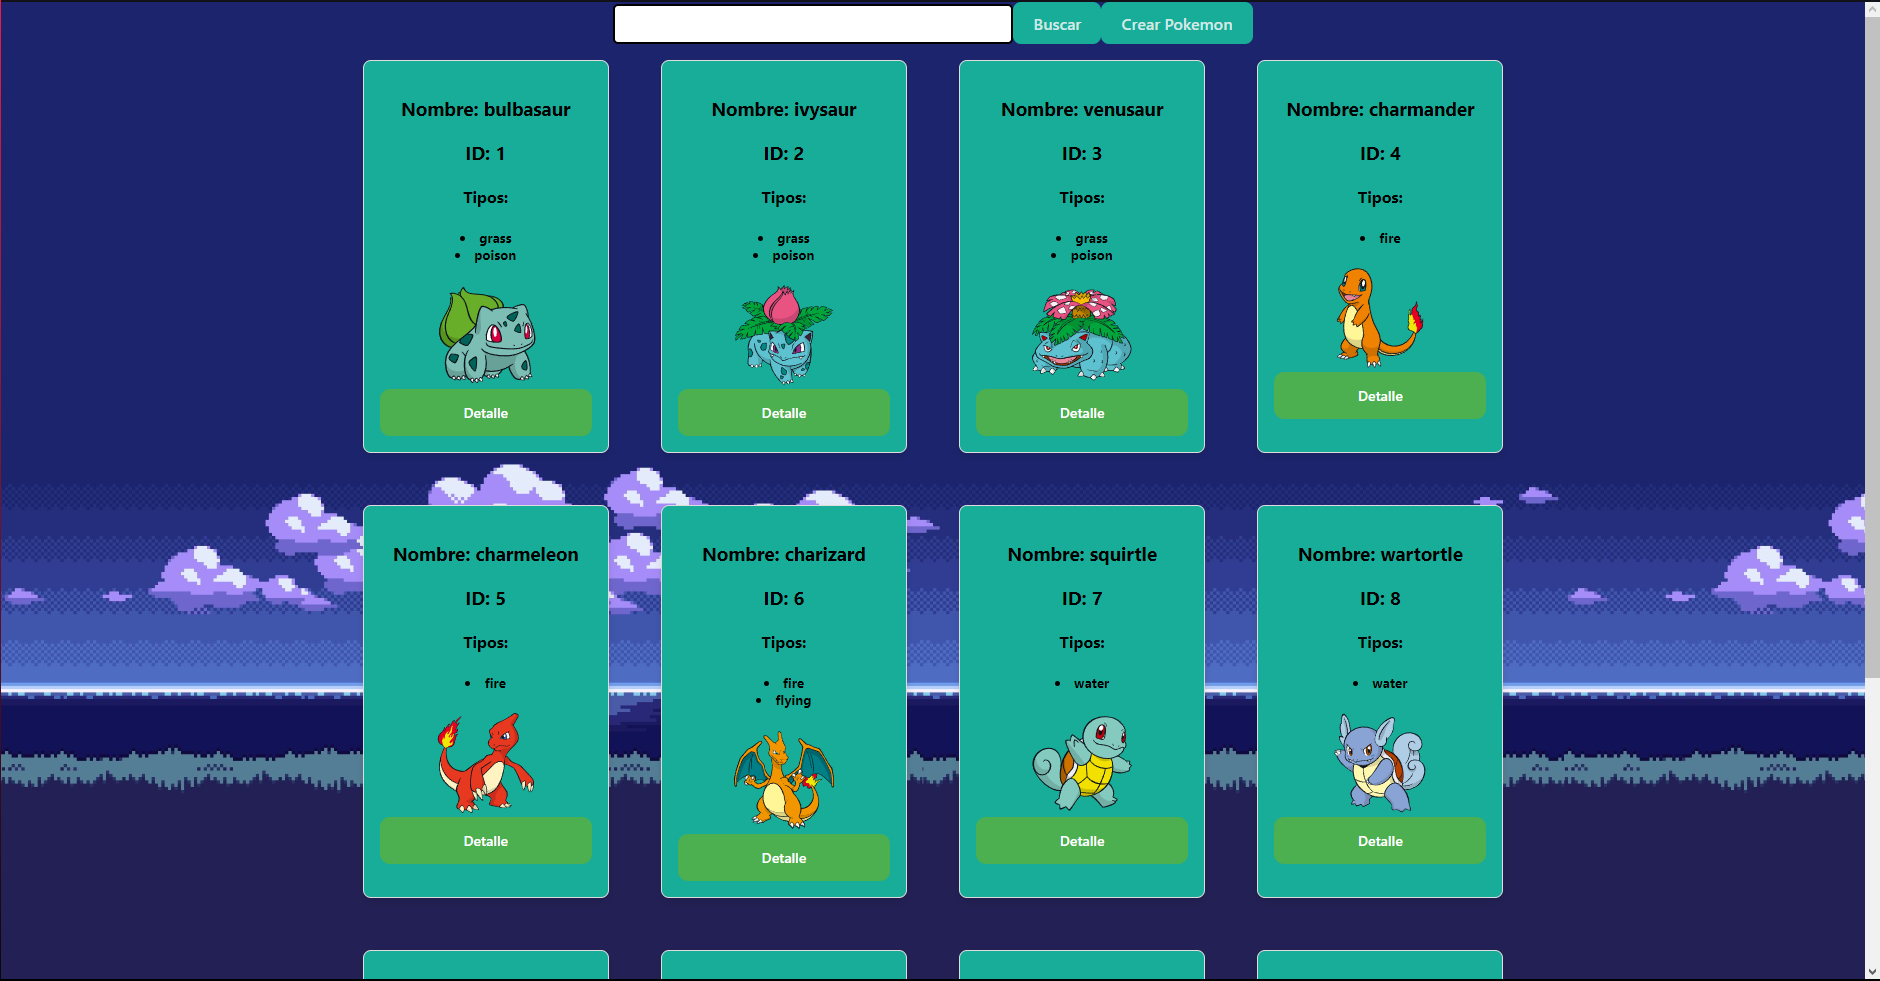 Buscar
Crear Pokemon
Nombre: bulbasaur
ID: 1
Tipos:
• grass
• poison
Detalle
Nombre: ivysaur
ID: 2
Tipos:
• grass
• poison
Detalle
Nombre: venusaur
ID: 3
Tipos:
• grass
• poison
Detalle
Nombre: charmander
ID: 4
Tipos:
• fire
Detalle
Nombre: charmeleon
ID: 5
Tipos:
• fire
Detalle
Nombre: charizard
ID: 6
Tipos:
• fire
• flying
Detalle
Nombre: squirtle
ID: 7
Tipos:
• water
Detalle
Nombre: wartortle
ID: 8
Tipos:
• water
Detalle